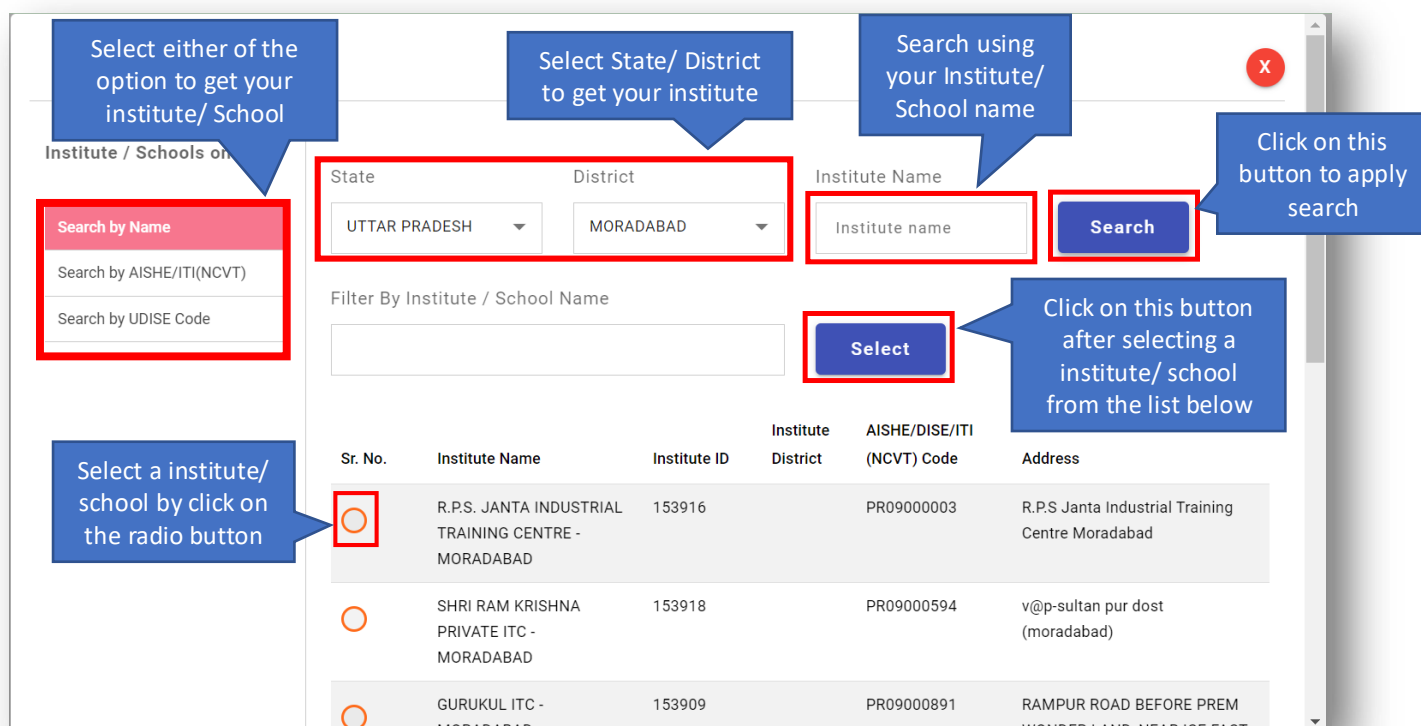 Select either of the
option to get your
institute/ School
Select State/ District
to get your institute
Search using
your Institute/
School name
X
Click on this
button to apply
search
Institute / Schools on
State
District
Institute Name
Search by Name
Search by AISHE/ITI(NCVT)
Search by UDISE Code
UTTAR PRADESH
MORADABAD
Institute name
Search
Filter By Institute / School Name
Select
Click on this button
after selecting a
institute/ school
from the list below
Select a institute/
school by click on
the radio button
Sr. No.
Institute Name
Institute ID
Institute
District
AISHE/DISE/ITI
(NCVT) Code
Address
R.P.S. JANTA INDUSTRIAL
TRAINING CENTRE -
MORADABAD
153916
PR09000003
R.P.S Janta Industrial Training
Centre Moradabad
SHRI RAM KRISHNA
PRIVATE ITC -
MORADABAD
153918
PR09000594
v@p-sultan pur dost
(moradabad)
GURUKUL ITC -
MORADABAD
153909
PR09000891
RAMPUR ROAD BEFORE PREM